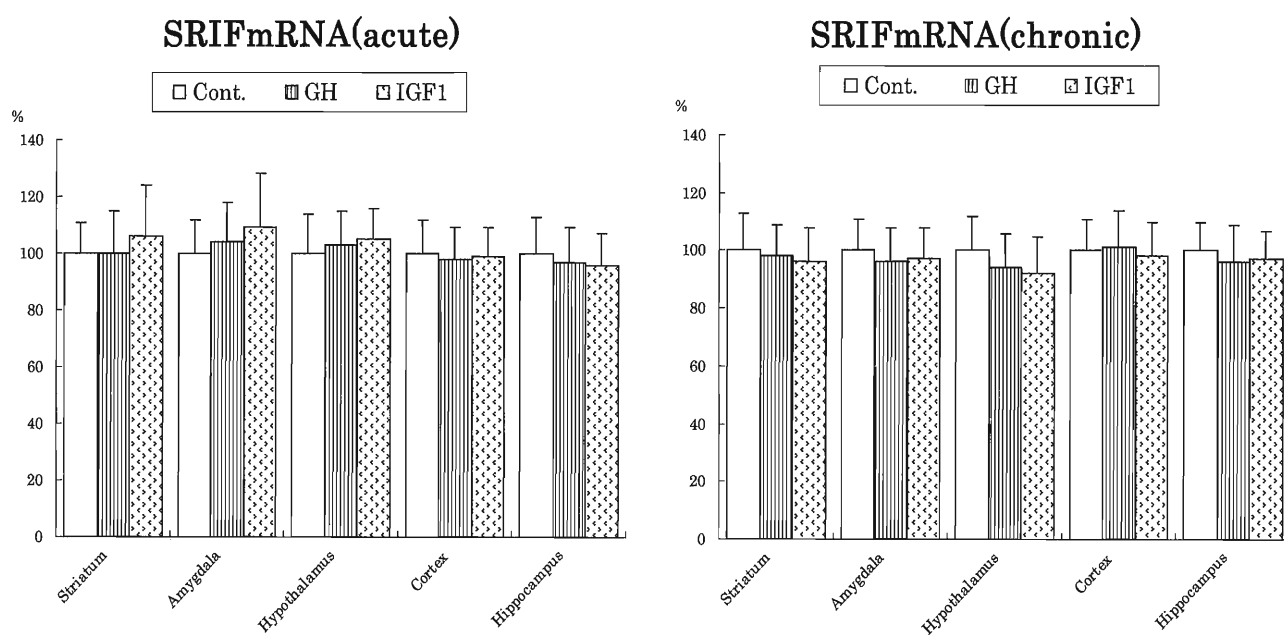 SRIFmRNA(acute)
Cont. GH IGF1
%
140
120
100
80
60
40
20
0
Striatum
Amygdala
Hypothalamus
Cortex
Hippocampus
SRIFmRNA(chronic)
Cont. GH IGF1
%
140
120
100
80
60
40
20
0
Striatum
Amygdala
Hypothalamus
Cortex
Hippocampus